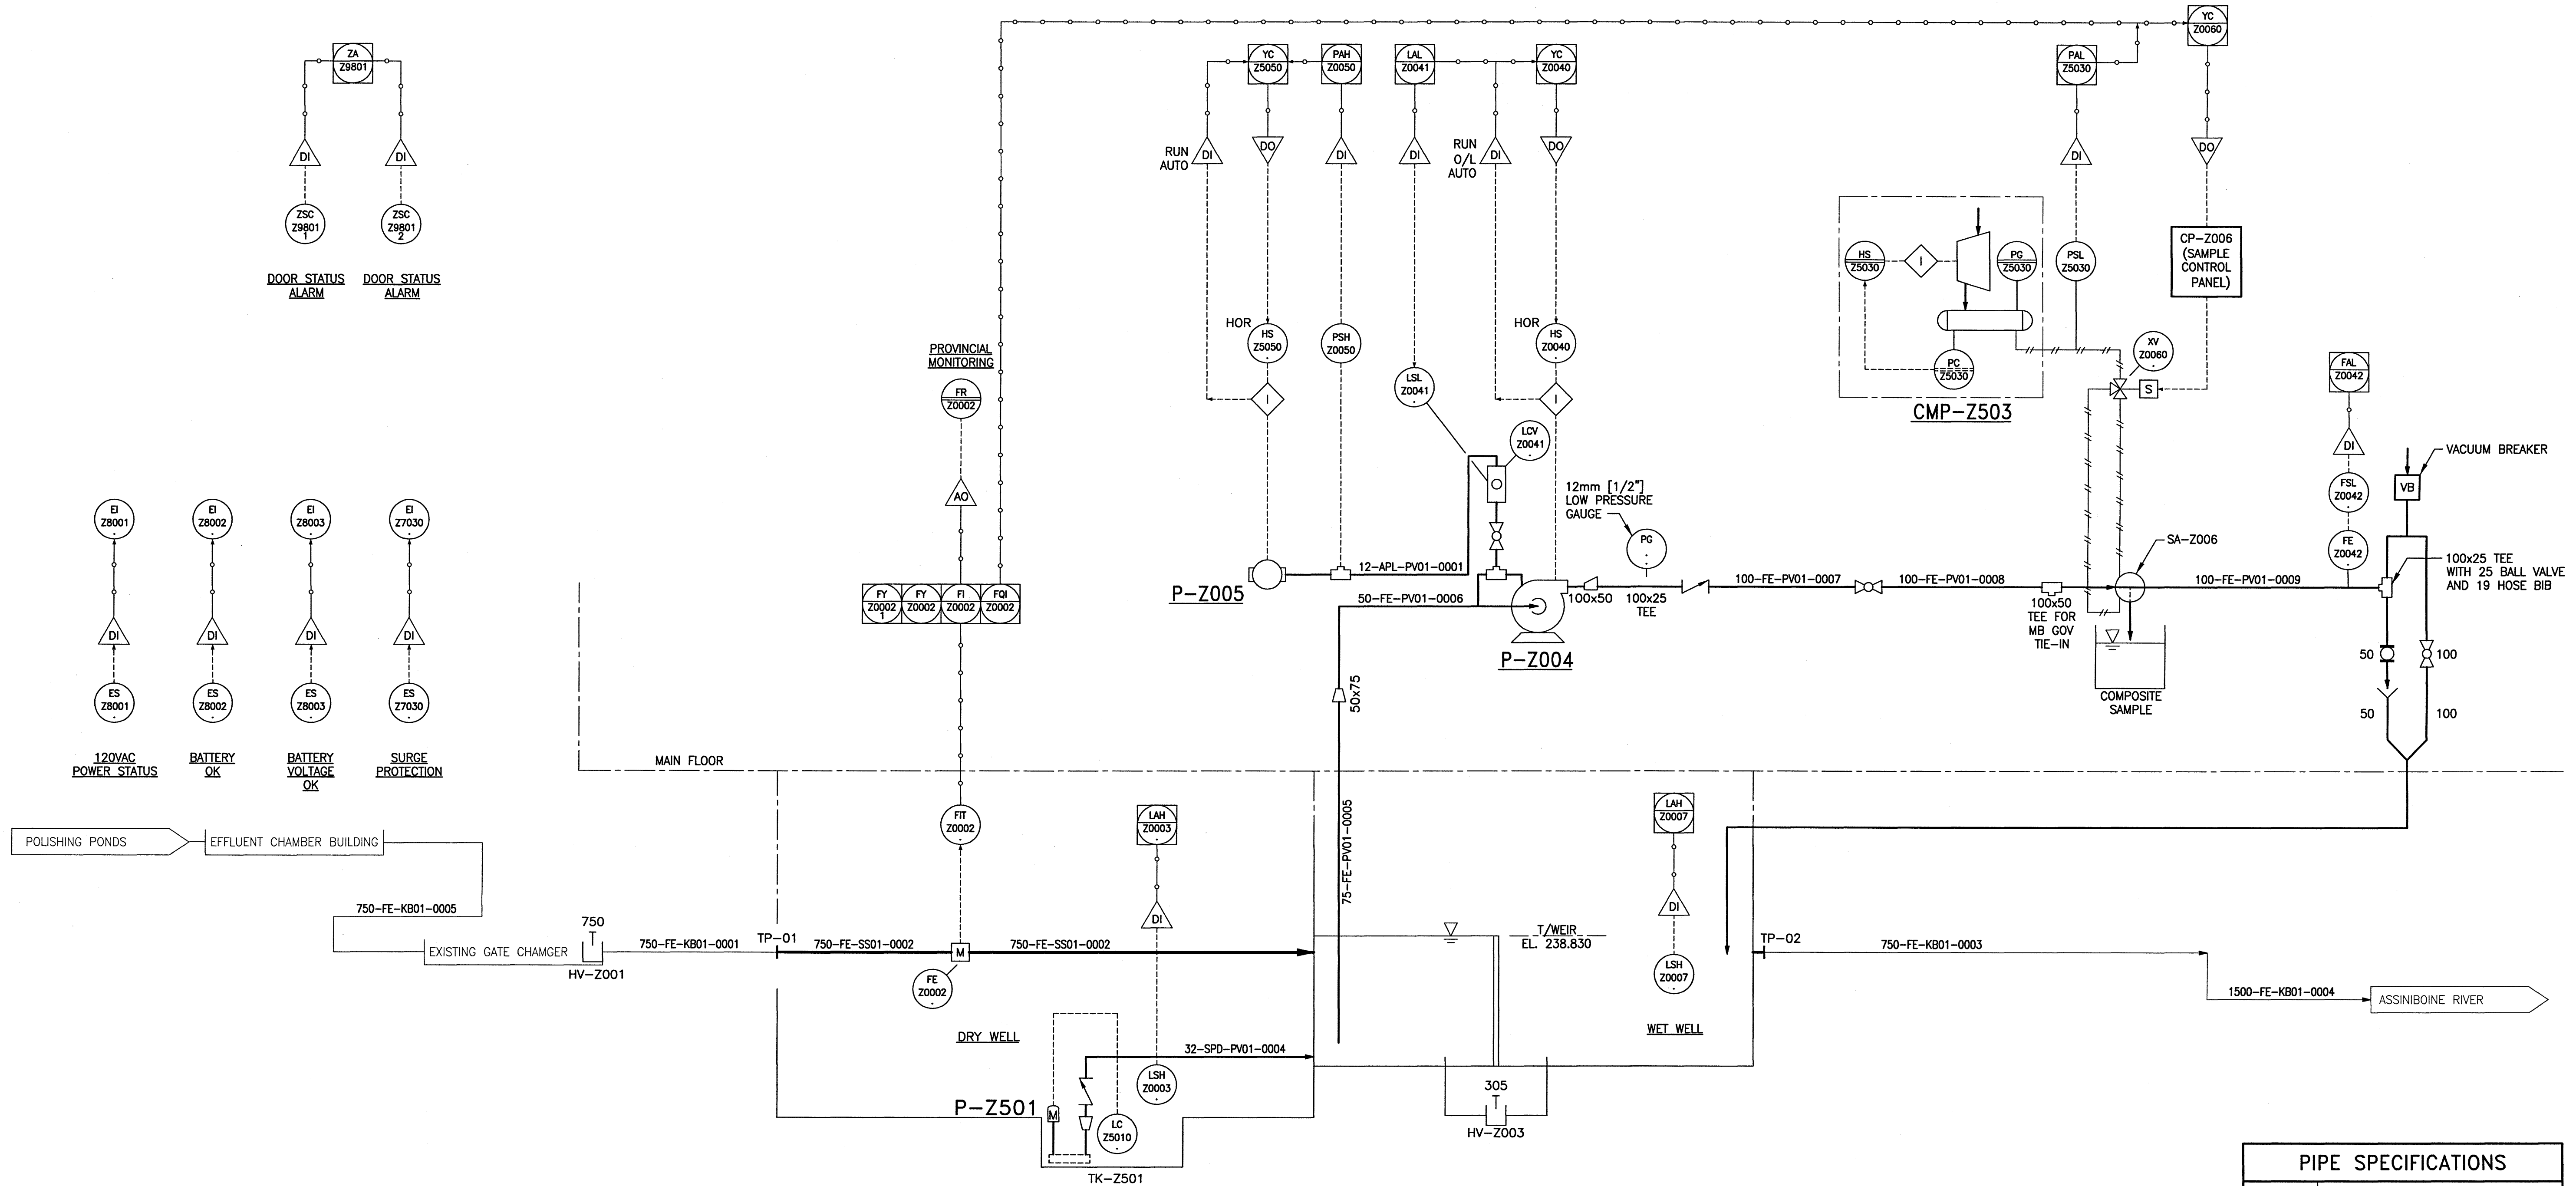 ZA
Z9801
DI
DI
ZSC
Z9801
1
ZSC
Z9801
2
DOOR STATUS
ALARM
DOOR STATUS
ALARM
EI
Z8001
EI
Z8002
EI
Z8003
EI
Z7030
DI
DI
DI
DI
ES
Z8001
ES
Z8002
ES
Z8003
ES
Z7030
120VAC
POWER STATUS
BATTERY
OK
BATTERY
VOLTAGE
OK
SURGE
PROTECTION
PROVINCIAL
MONITORING
FR
Z0002
AO
FY
Z0002
1
FY
Z0002
FI
Z0002
FQI
Z0002
YC
Z5050
PAH
Z0050
LAL
Z0041
YC
Z0040
RUN
AUTO
DI
DO
DI
DI
RUN
O/L
AUTO
DI
DO
HOR
HS
Z5050
PSH
Z0050
LSL
Z0041
HOR
HS
Z0040
I
I
LCV
Z0041
12mm [1/2"]
LOW PRESSURE
GAUGE
PG
P-Z005
12-APL-PV01-0001
50-FE-PV01-0006
P-Z004
100x50
100x25
TEE
100-FE-PV01-0007
100-FE-PV01-0008
100x50
TEE FOR
MB GOV
TIE-IN
50x75
YC
Z0060
PAL
Z5030
DI
DO
HS
Z5030
I
PG
Z5030
PSL
Z5030
PC
Z5030
CMP-Z503
CP-Z006
(SAMPLE
CONTROL
PANEL)
XV
Z0060
S
SA-Z006
COMPOSITE
SAMPLE
100-FE-PV01-0009
FAL
Z0042
DI
FSL
Z0042
FE
Z0042
VB
VACUUM BREAKER
100x25 TEE
WITH 25 BALL VALVE
AND 19 HOSE BIB
50
100
50
100
MAIN FLOOR
POLISHING PONDS
EFFLUENT CHAMBER BUILDING
750-FE-KB01-0005
EXISTING GATE CHAMGER
750
HV-Z001
750-FE-KB01-0001
TP-01
750-FE-SS01-0002
M
750-FE-SS01-0002
FIT
Z0002
FE
Z0002
LAH
Z0003
DI
LSH
Z0003
DRY WELL
32-SPD-PV01-0004
P-Z501
M
LC
Z5010
TK-Z501
75-FE-PV01-0005
T/WEIR
EL. 238.830
LAH
Z0007
DI
LSH
Z0007
WET WELL
305
HV-Z003
TP-02
750-FE-KB01-0003
1500-FE-KB01-0004
ASSINIBOINE RIVER
PIPE SPECIFICATIONS